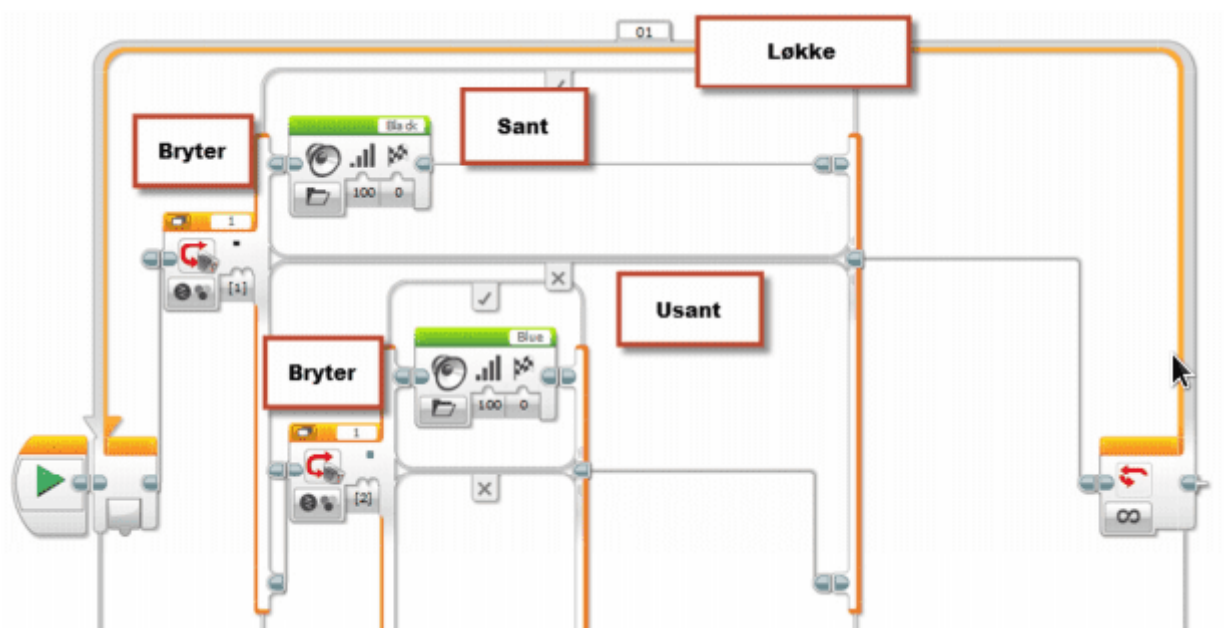 01
Løkke
Sant
Bryter
Black
100 0
1
[1]
Usant
Blue
Bryter
100 0
1
[2]
∞